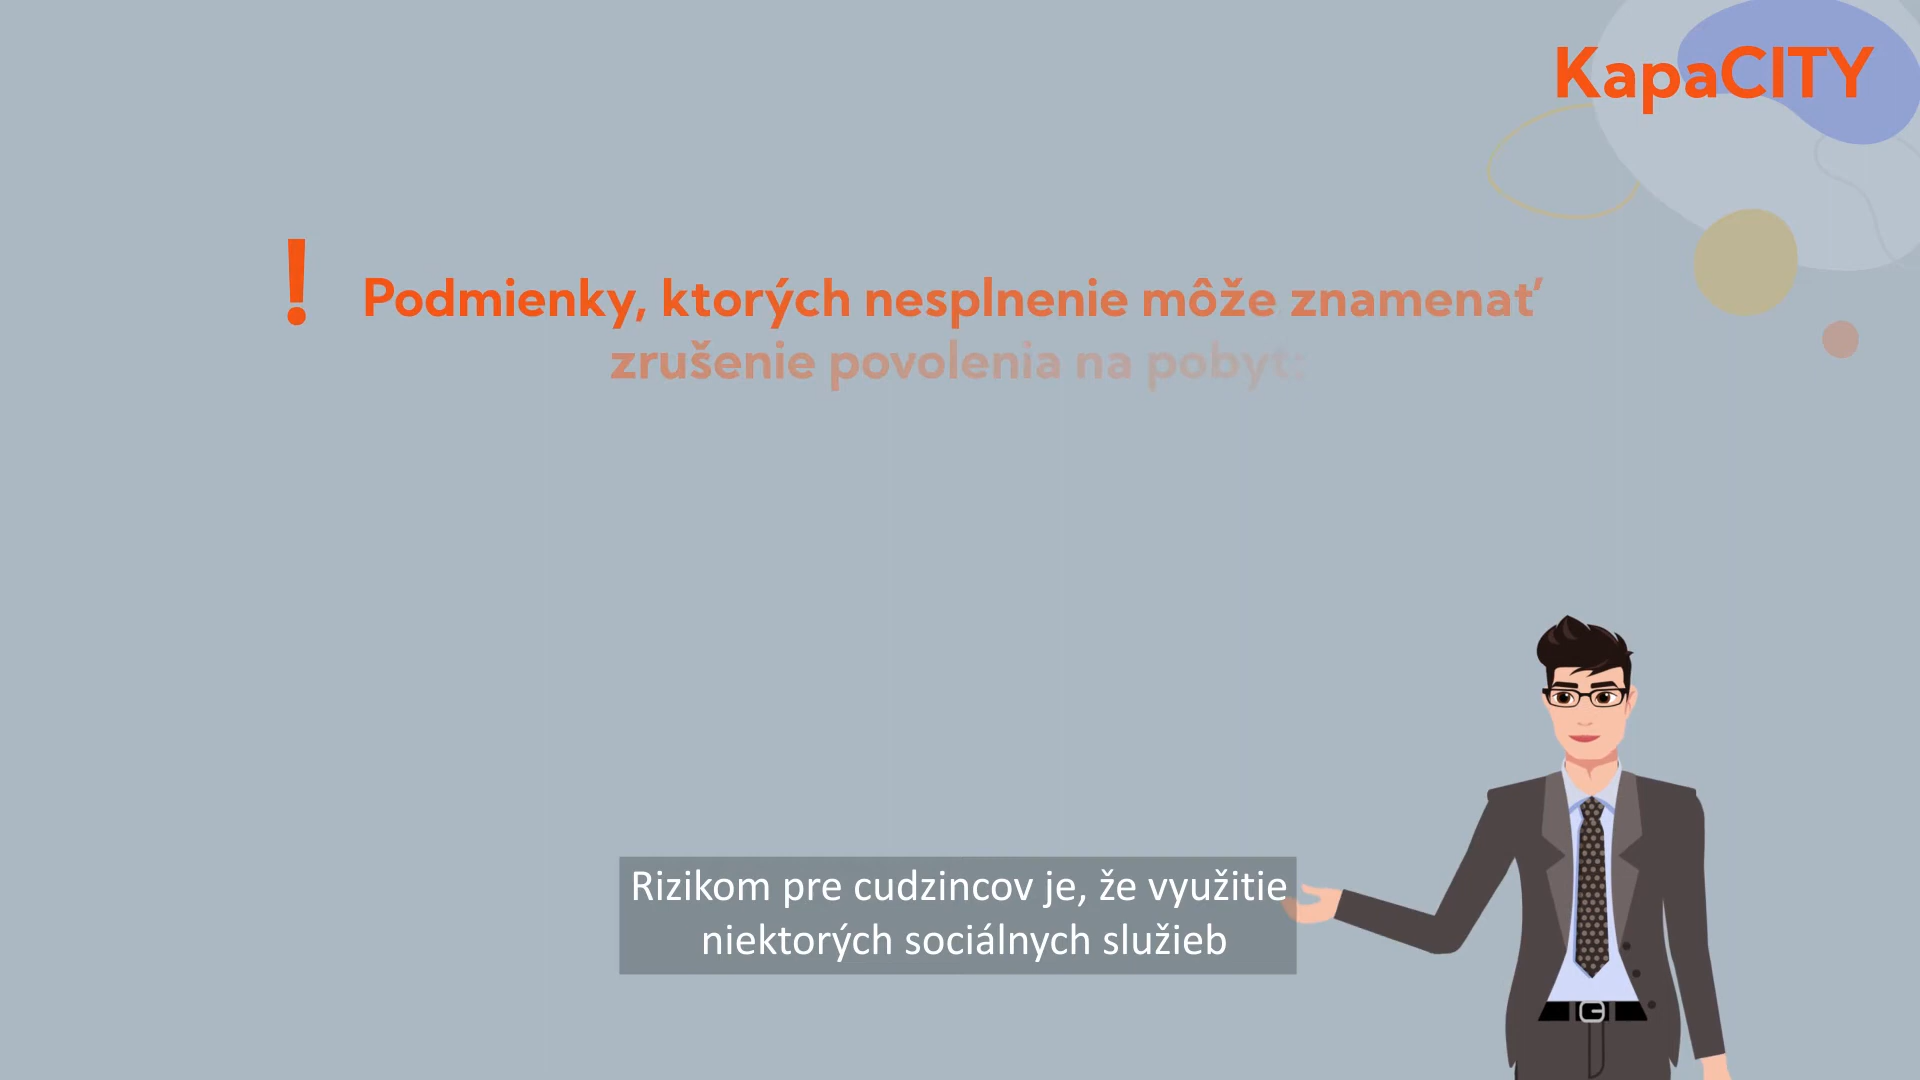 KapaCITY
! Podmienky, ktorých nesplnenie môže znamenať
zrušenie povolenia na pobyt:
Rizikom pre cudzincov je, že využitie
niektorých sociálnych služieb